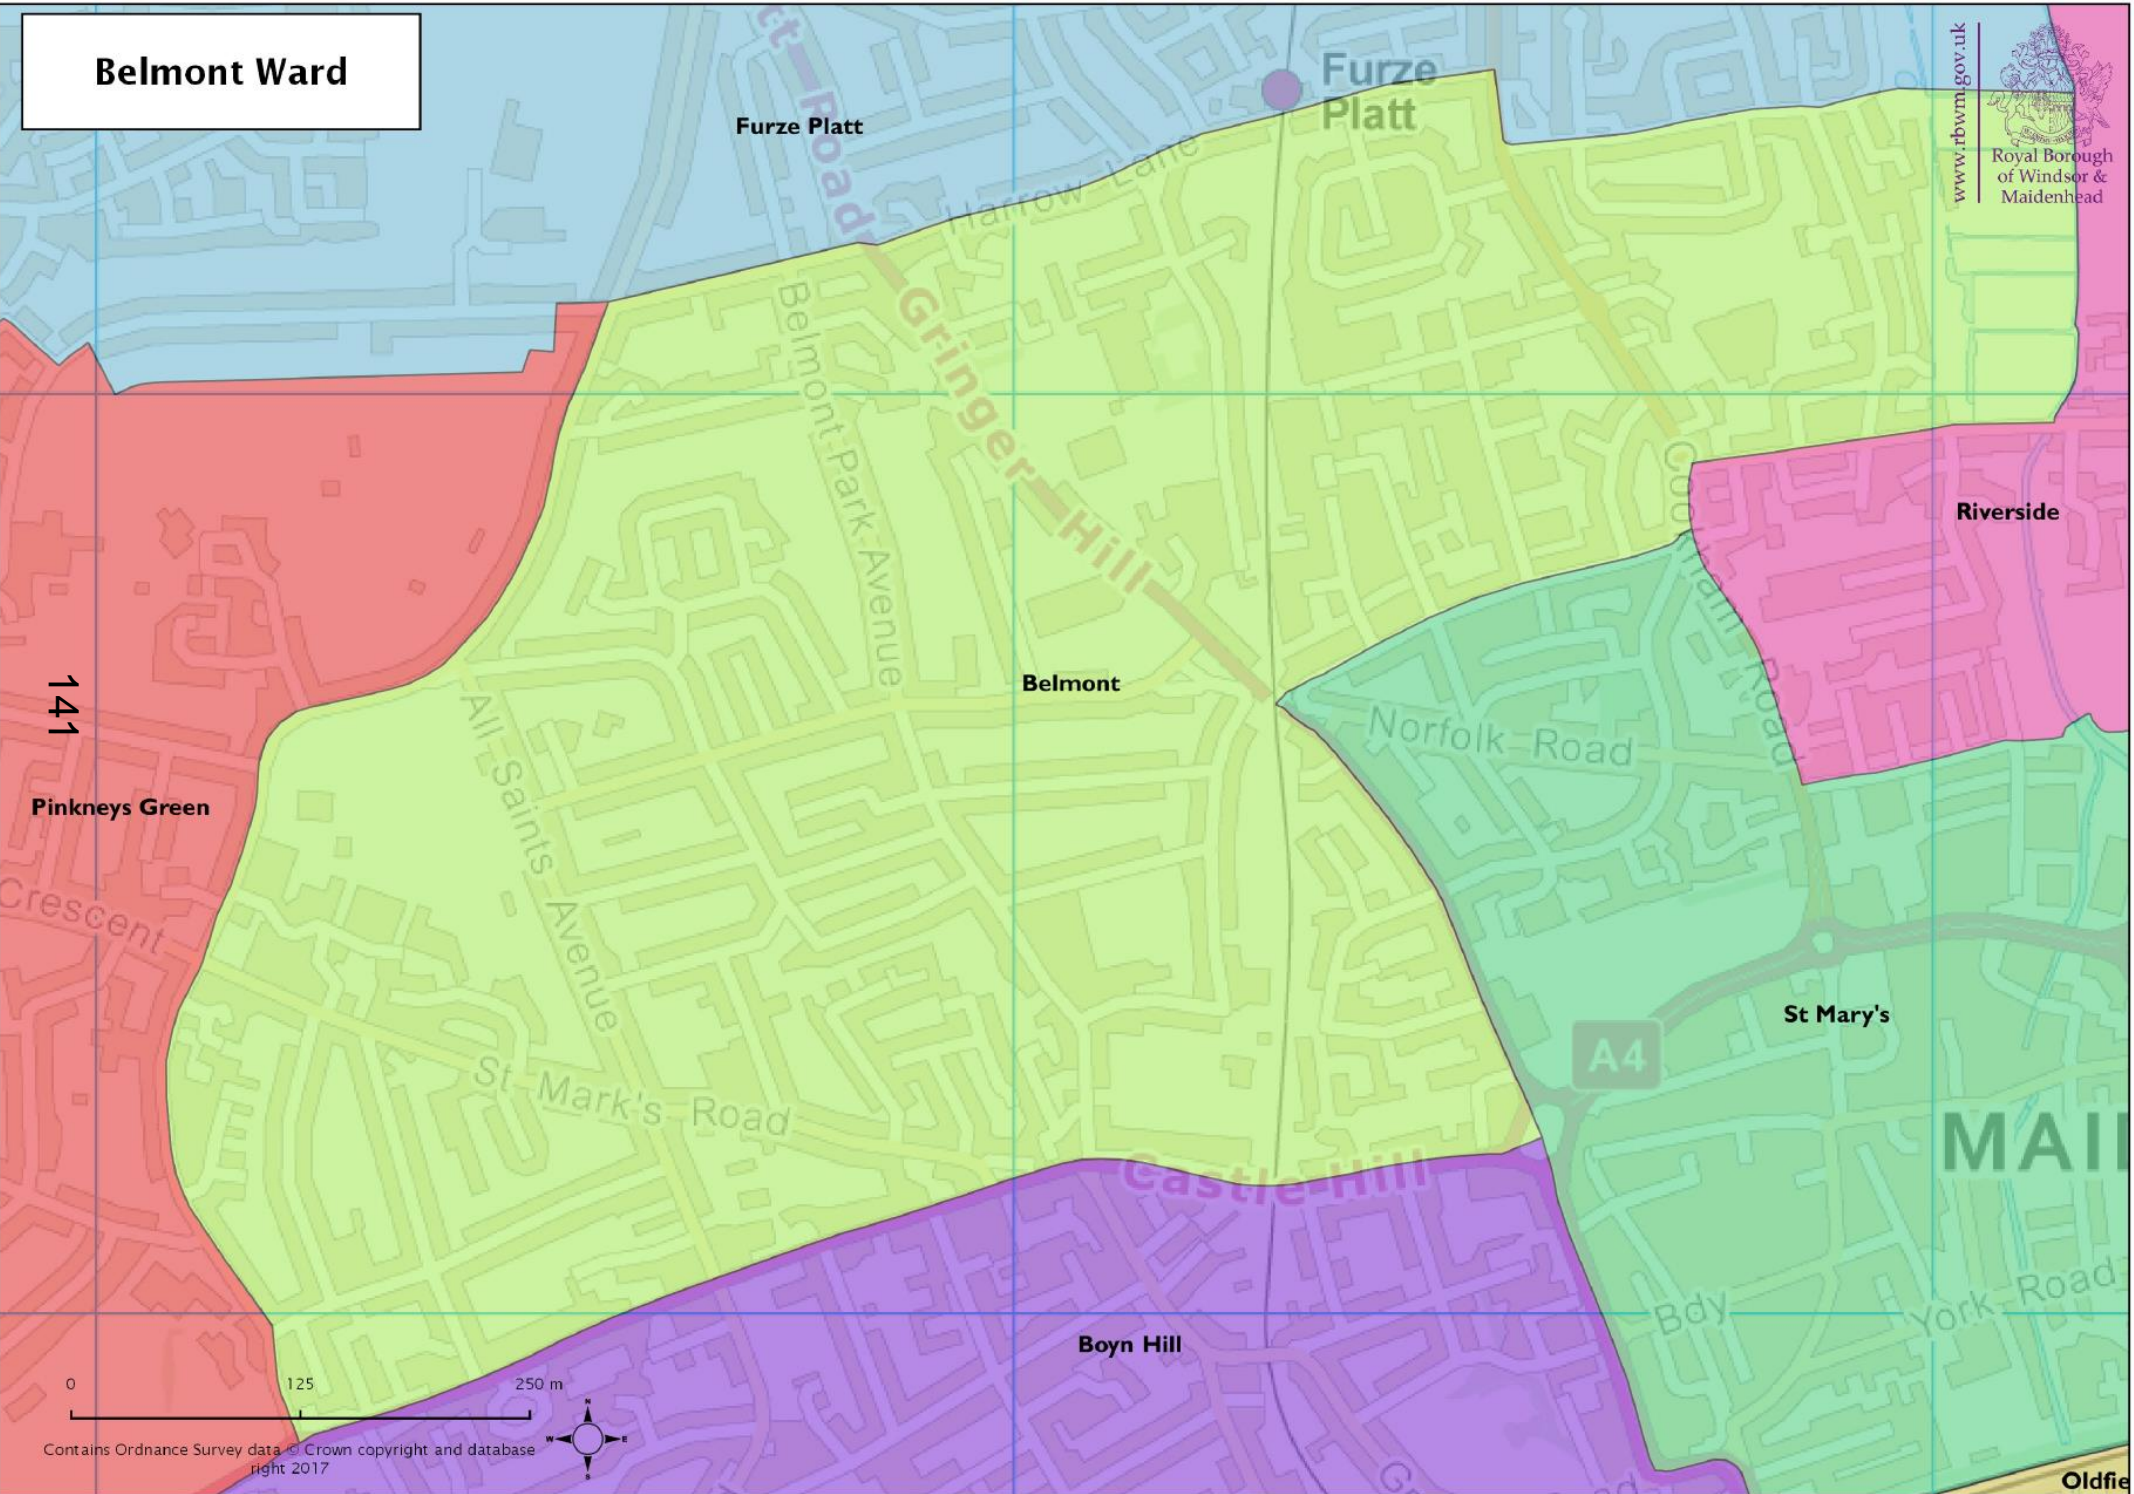 Belmont Ward
tt Road
Furze Platt
Furze
Platt
www.rbwm.gov.uk
Royal Borough
of Windsor &
Maidenhead
Harrow Lane
Belmont Park Avenue
Gringer Hill
Cookham Road
Riverside
Belmont
141
All Saints Avenue
Norfolk Road
Pinkneys Green
Crescent
St Mary's
A4
St Mark's Road
MAI
Castle Hill
Bdy
York Road
Boyn Hill
0 125 250 m
N
W E
S
Contains Ordnance Survey data © Crown copyright and database
right 2017
Oldfie